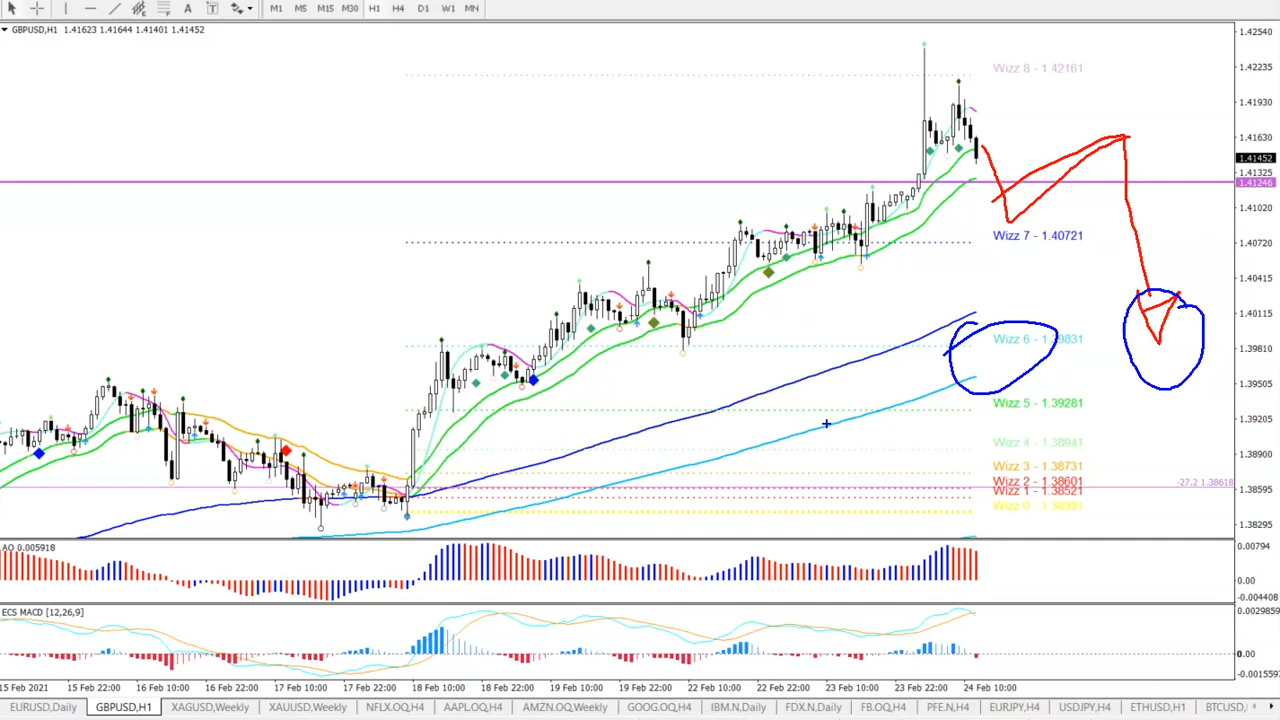 M1 M5 M15 M30 H1 H4 D1 W1 MN
GBPUSD,H1 1.41623 1.41644 1.41401 1.41452
1.42540
Wizz 8 - 1.42161
1.42235
1.41930
1.41630
1.41452
1.41325
1.41246
1.41020
Wizz 7 - 1.40721
1.40720
1.40415
1.40115
Wizz 6 - 1.39831
1.39810
Wizz 5 - 1.39281
1.39505
1.39205
Wizz 4 - 1.38941
1.38900
Wizz 3 - 1.38731
Wizz 2 - 1.38601
-27,2 1.38618
Wizz 1 - 1.38521
1.38595
Wizz 0 - 1.38391
1.38295
AO 0.005918
0.00794
0.00
-0.004408
ECS MACD [12,26,9]
0.0029859
0.00
-0.001559
15 Feb 2021 15 Feb 22:00 16 Feb 10:00 16 Feb 22:00 17 Feb 10:00 17 Feb 22:00 18 Feb 10:00 18 Feb 22:00 19 Feb 10:00 19 Feb 22:00 22 Feb 10:00 22 Feb 22:00 23 Feb 10:00 23 Feb 22:00 24 Feb 10:00
EURUSD,Daily GBPUSD,H1 XAGUSD,Weekly XAUUSD,Weekly NFLX.OQ,H4 AAPL.OQ,H4 AMZN.OQ,Weekly GOOG.OQ,H4 IBM.N,Daily FDX.N,Daily FB.OQ,H4 PFE.N,H4 EURJPY,H4 USDJPY,H4 ETHUSD,H1 BTCUSD,